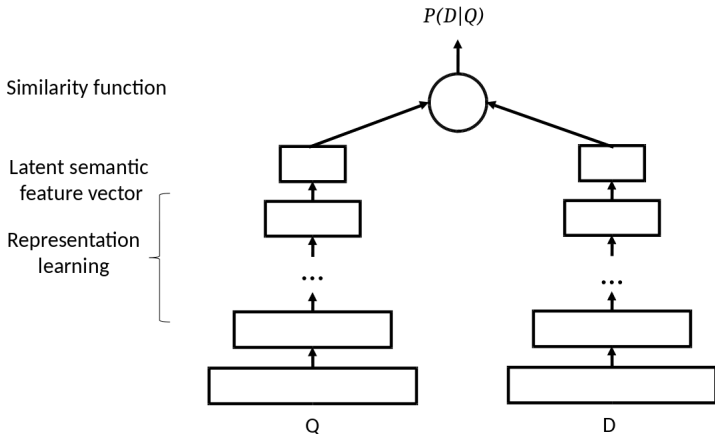 P(D|Q)
Similarity function
Latent semantic
feature vector
Representation
learning
...
...
Q
D